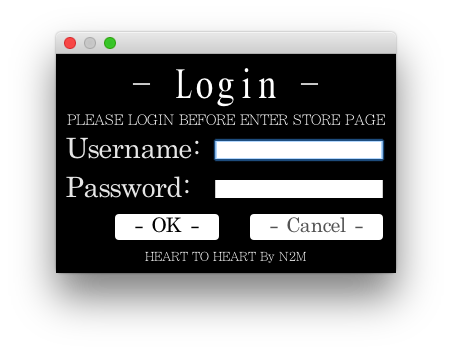 - Login -
PLEASE LOGIN BEFORE ENTER STORE PAGE
Username:
Password:
- OK - - Cancel -
HEART TO HEART By N2M